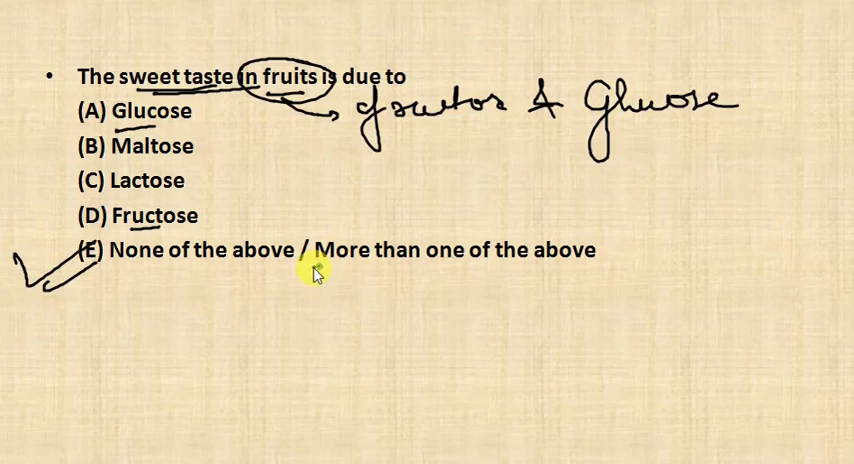 • The sweet taste in fruits is due to
(A) Glucose
fructos & Glucose
(B) Maltose
(C) Lactose
(D) Fructose
(E) None of the above / More than one of the above